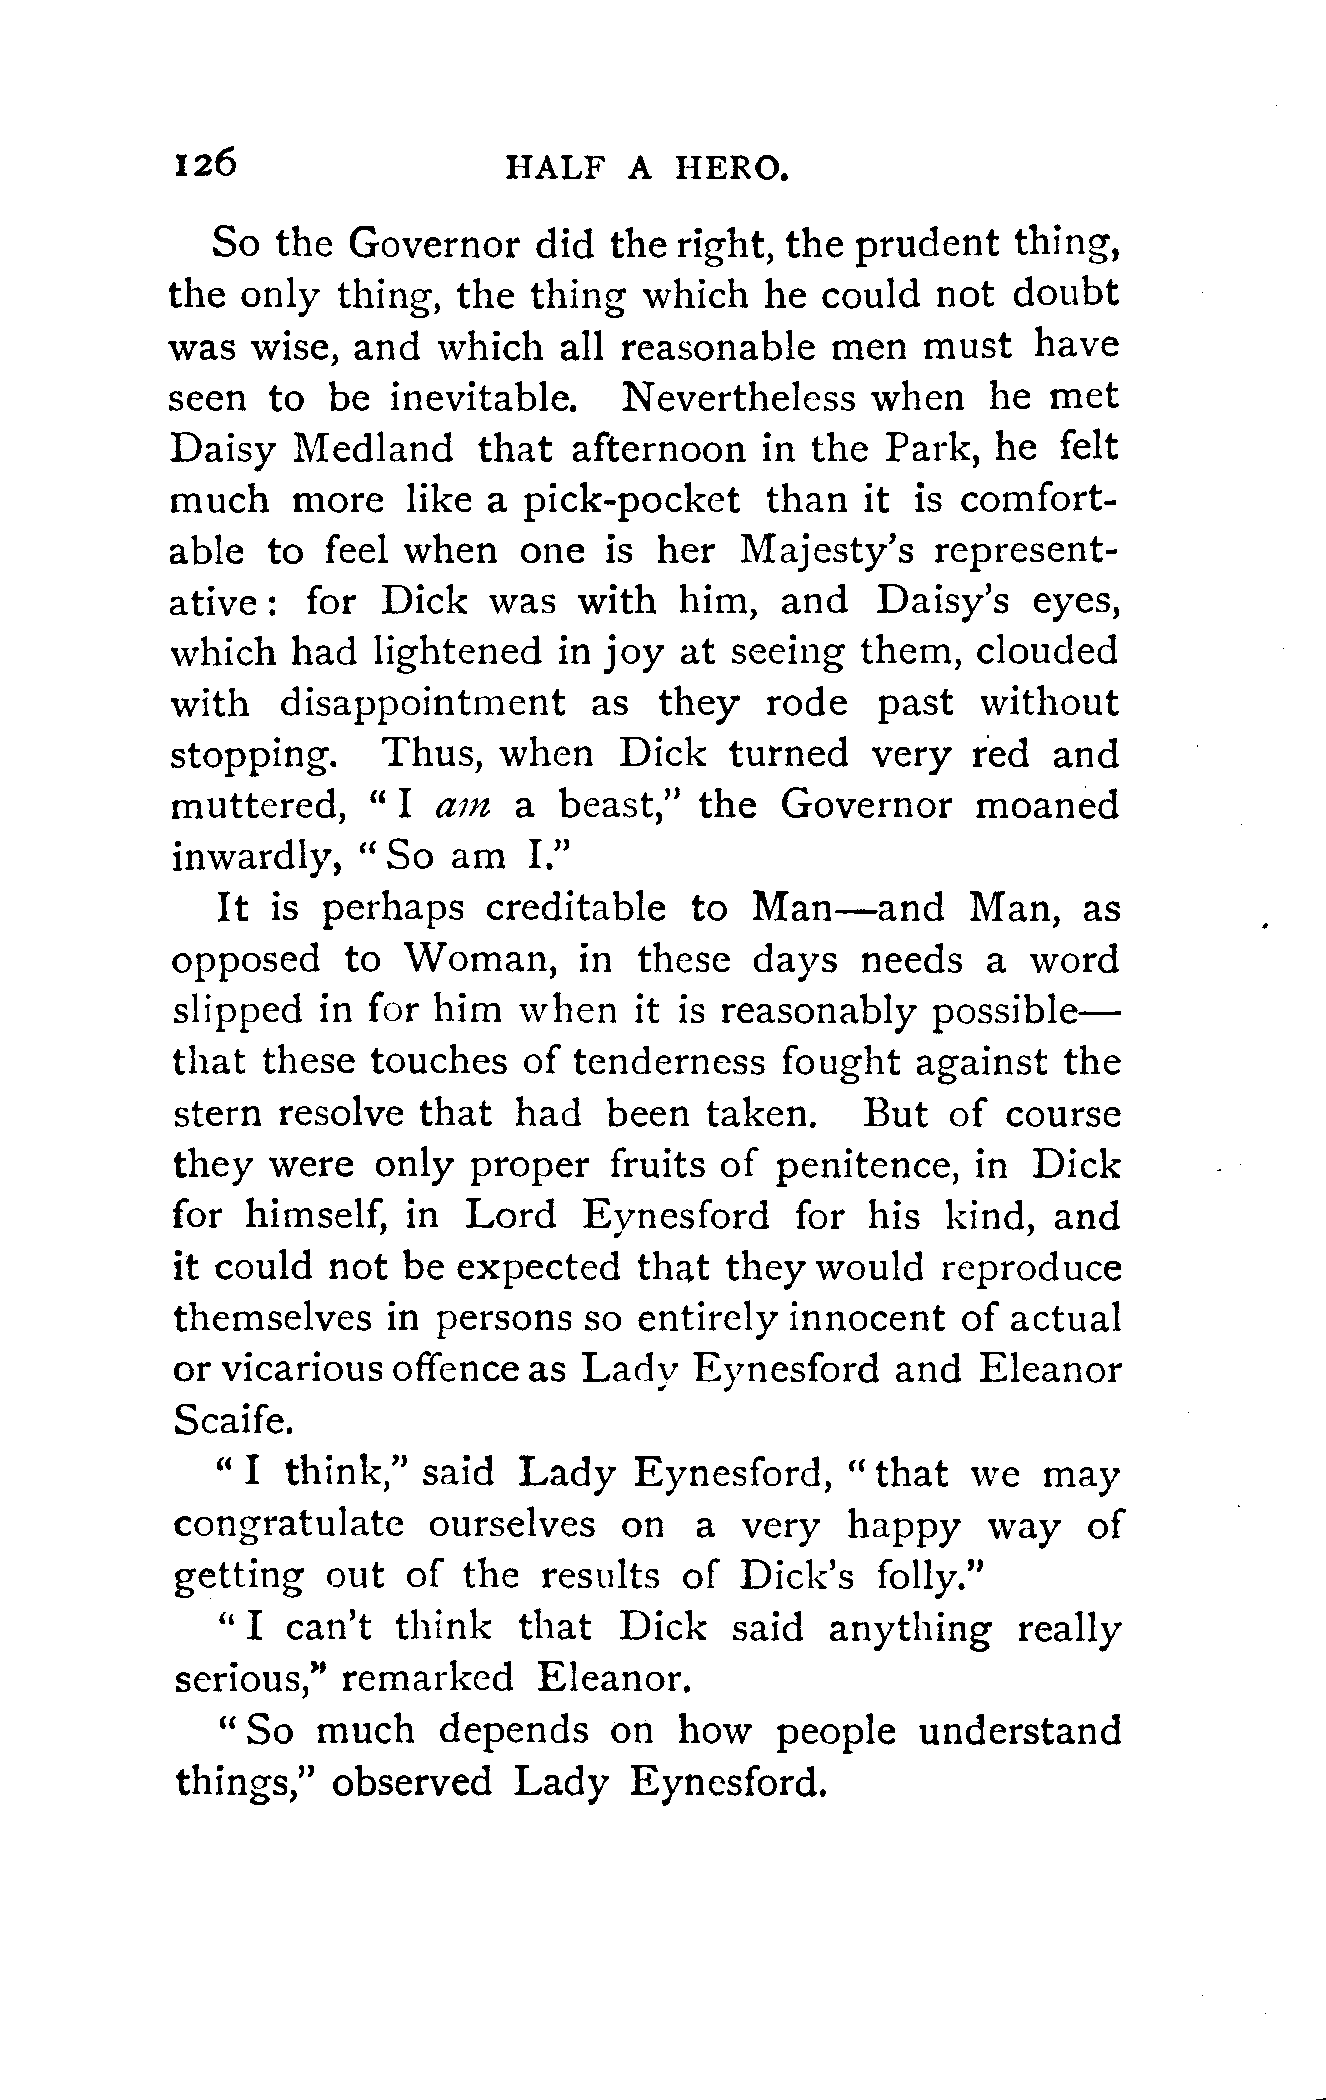 126 HALF A HERO.
So the Governor did the right, the prudent thing,
the only thing, the thing which he could not doubt
was wise, and which all reasonable men must have
seen to be inevitable. Nevertheless when he met
Daisy Medland that afternoon in the Park, he felt
much more like a pick-pocket than it is comfort-
able to feel when one is her Majesty's represent-
ative : for Dick was with him, and Daisy's eyes,
which had lightened in joy at seeing them, clouded
with disappointment as they rode past without
stopping. Thus, when Dick turned very red and
muttered, “ I am a beast,” the Governor moaned
inwardly, “ So am I.”
It is perhaps creditable to Man—and Man, as
opposed to Woman, in these days needs a word
slipped in for him when it is reasonably possible—
that these touches of tenderness fought against the
stern resolve that had been taken. But of course
they were only proper fruits of penitence, in Dick
for himself, in Lord Eynesford for his kind, and
it could not be expected that they would reproduce
themselves in persons so entirely innocent of actual
or vicarious offence as Lady Eynesford and Eleanor
Scaife.
“ I think,” said Lady Eynesford, “ that we may
congratulate ourselves on a very happy way of
getting out of the results of Dick's folly.”
“ I can't think that Dick said anything really
serious,” remarked Eleanor.
“ So much depends on how people understand
things,” observed Lady Eynesford.